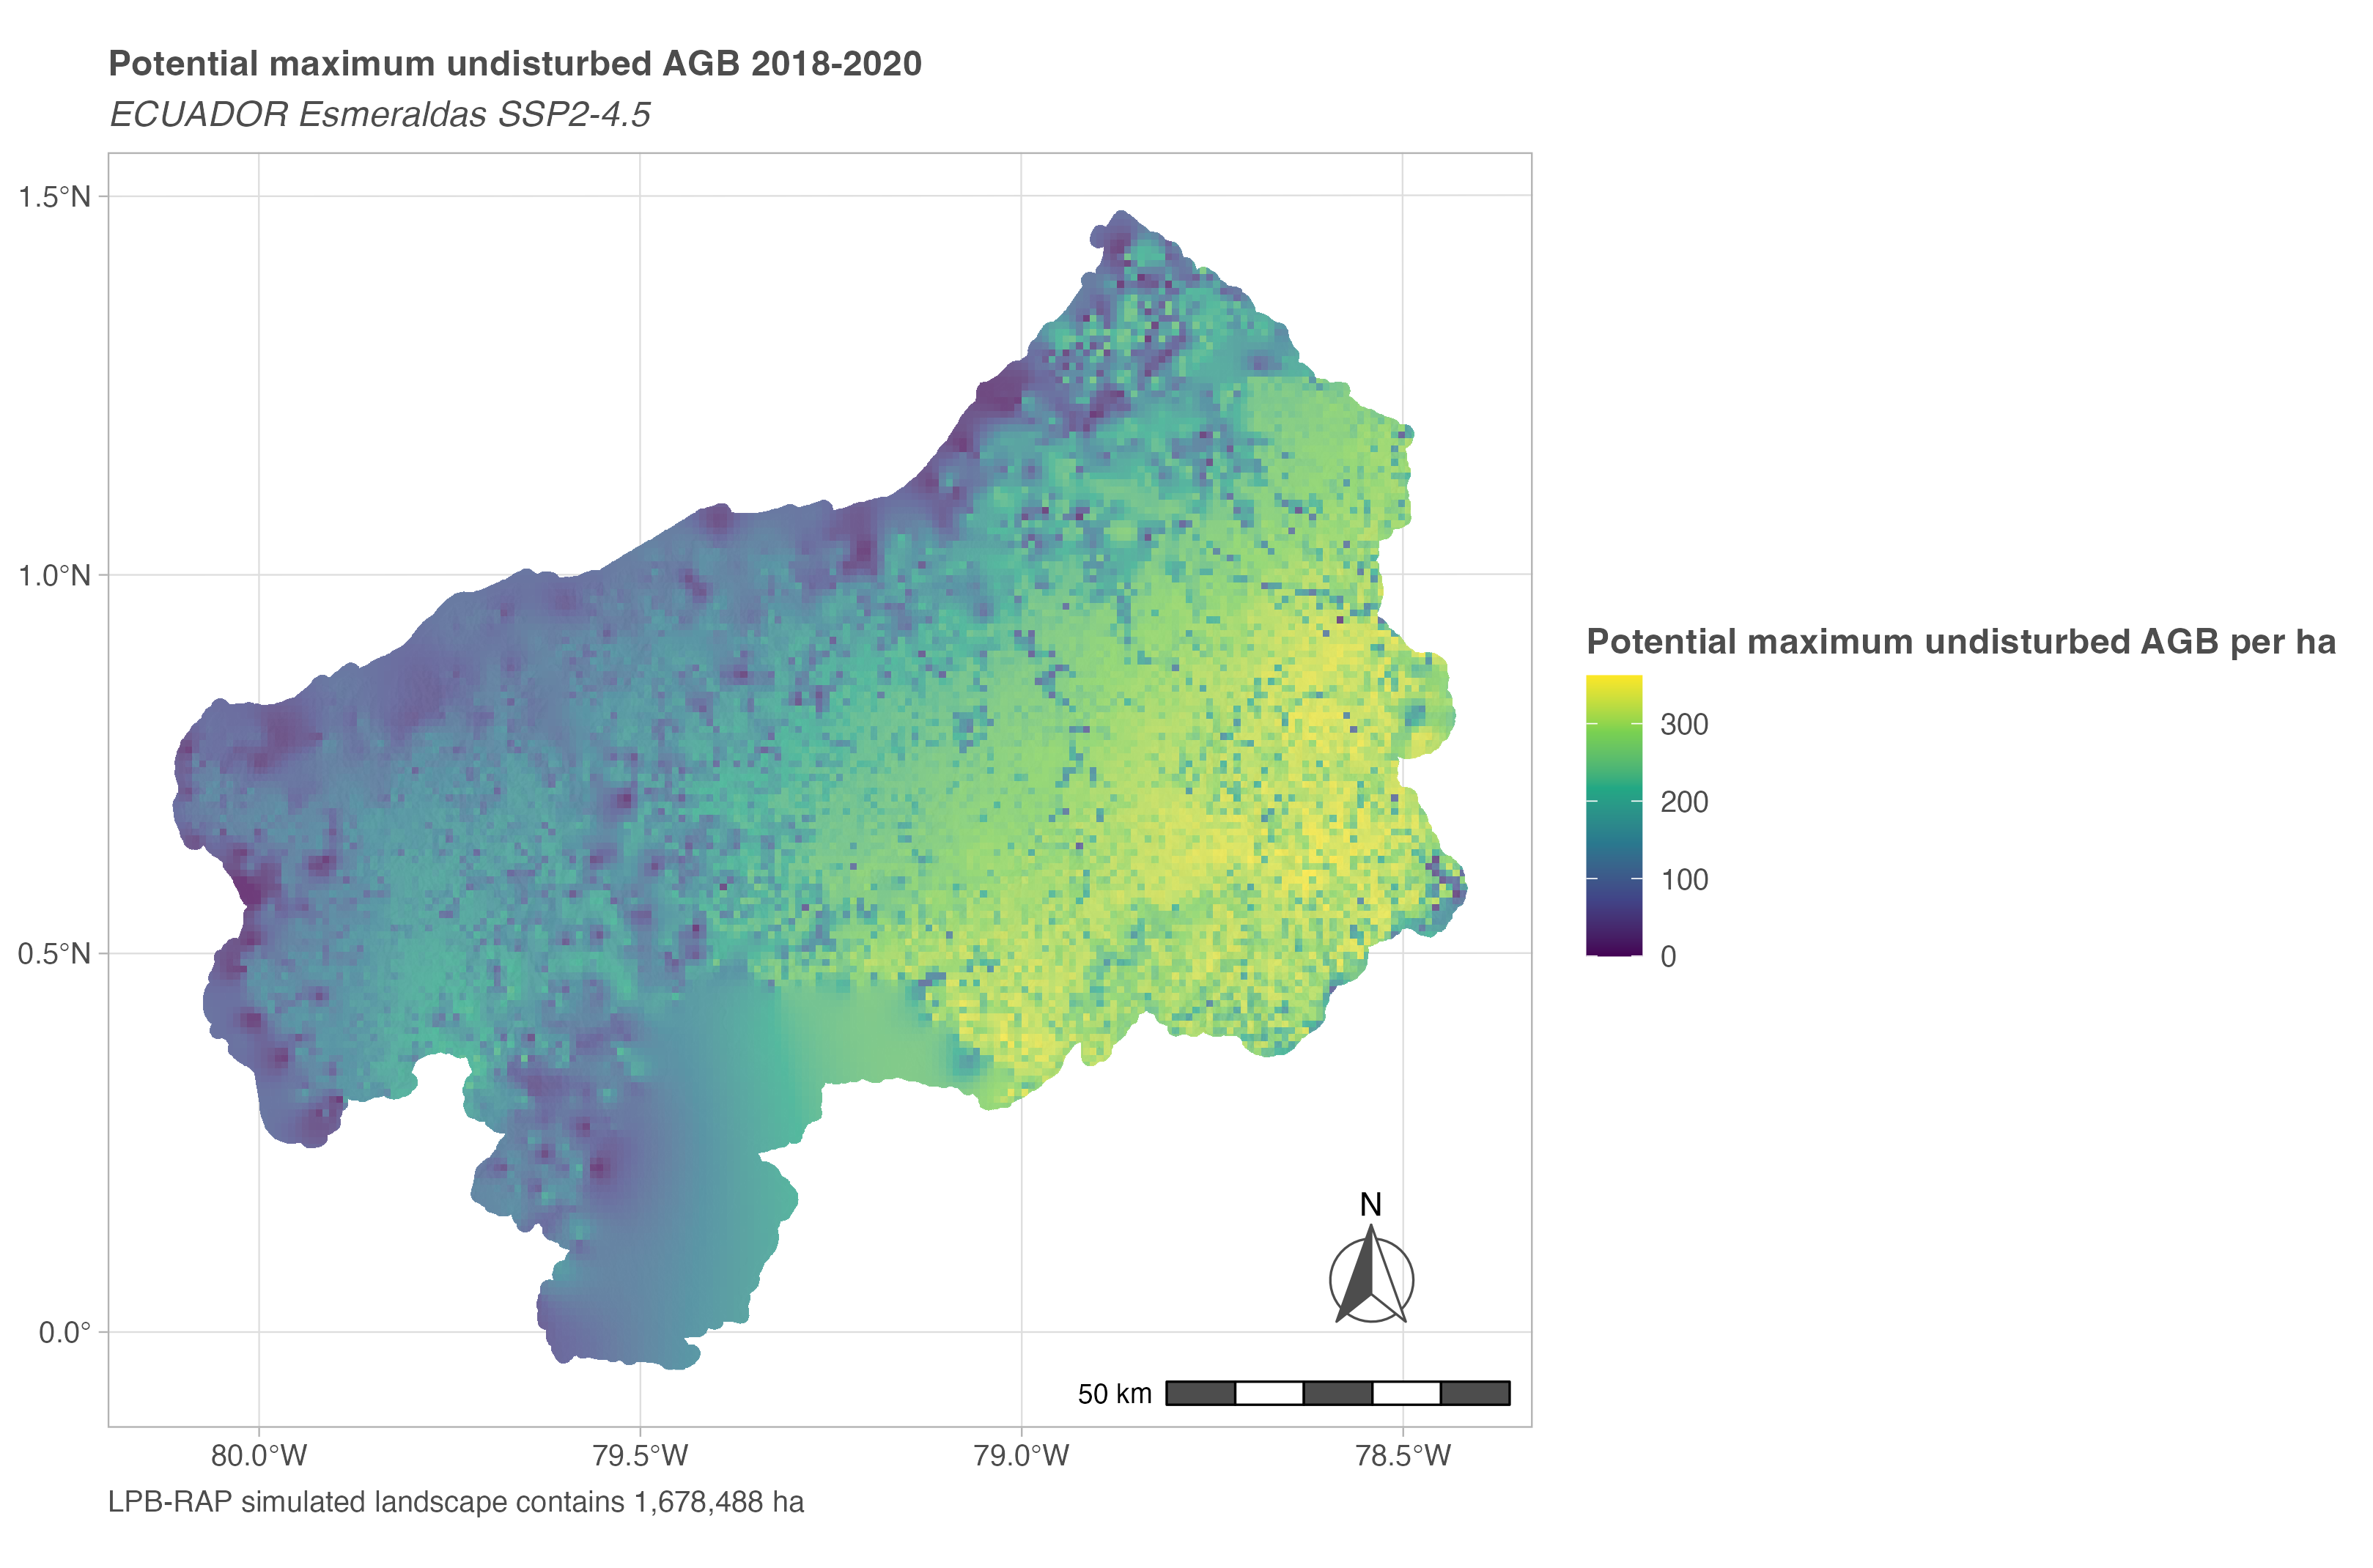 Potential maximum undisturbed AGB 2018-2020
ECUADOR Esmeraldas SSP2-4.5
1.5°N
1.0°N
0.5°N
0.0°
80.0°W
79.5°W
79.0°W
78.5°W
N
50 km
Potential maximum undisturbed AGB per ha
300
200
100
0
LPB-RAP simulated landscape contains 1,678,488 ha